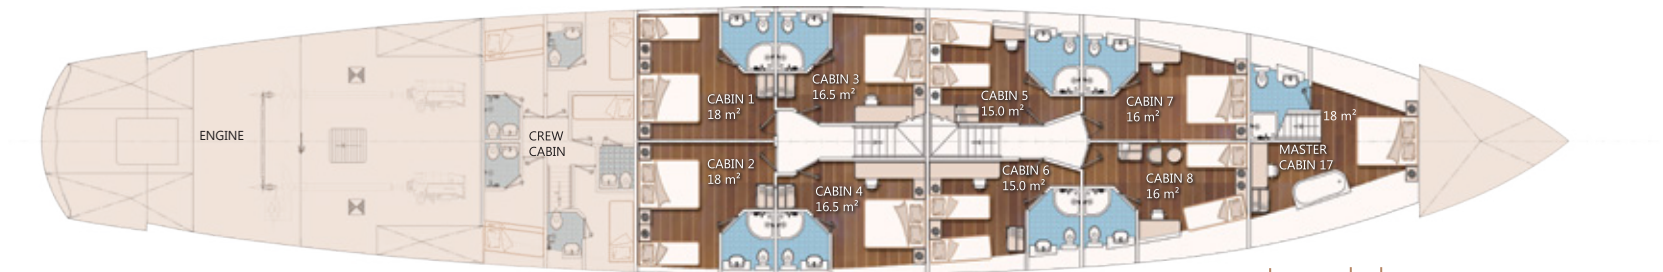 ENGINE
CREW
CABIN
CABIN 1
18 m²
CABIN 2
18 m²
CABIN 3
16.5 m²
CABIN 4
16.5 m²
CABIN 5
15.0 m²
CABIN 6
15.0 m²
CABIN 7
16 m²
CABIN 8
16 m²
18 m²
MASTER
CABIN 17